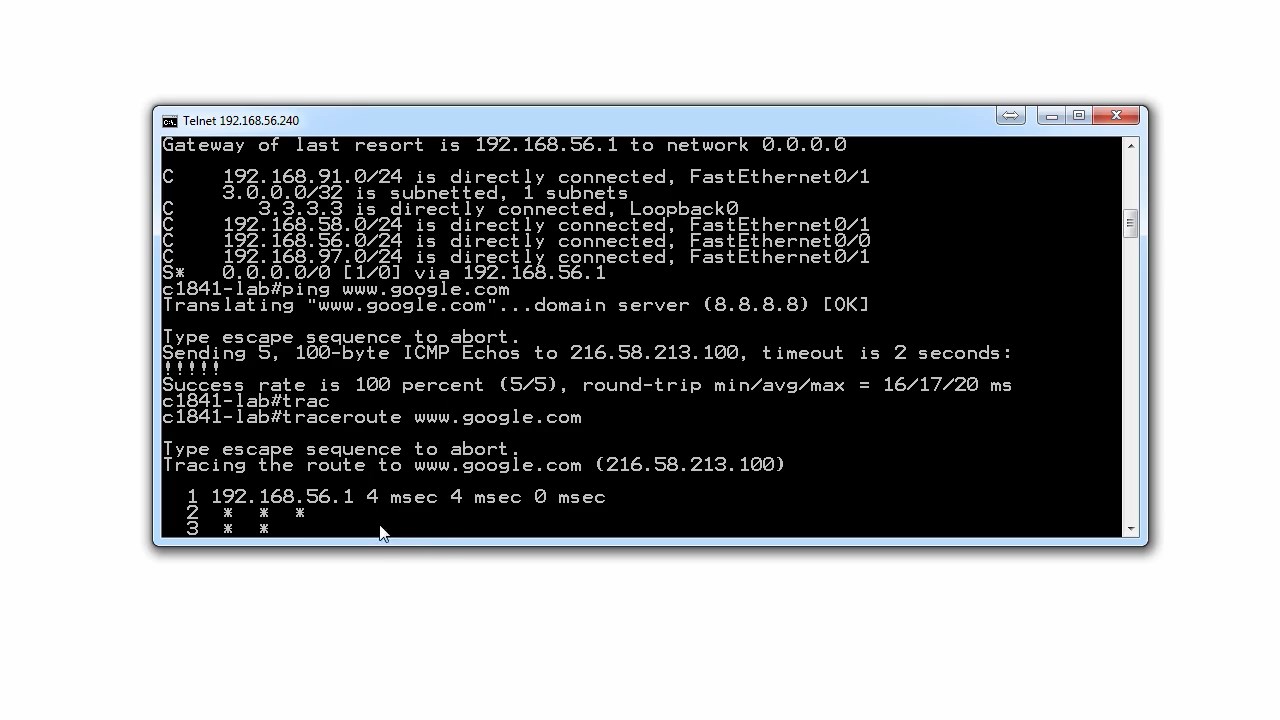 Telnet 192.168.56.240
Gateway of last resort is 192.168.56.1 to network 0.0.0.0
C 192.168.91.0/24 is directly connected, FastEthernet0/1
3.0.0.0/32 is subnetted, 1 subnets
C 3.3.3.3 is directly connected, Loopback0
C 192.168.58.0/24 is directly connected, FastEthernet0/1
C 192.168.56.0/24 is directly connected, FastEthernet0/0
C 192.168.97.0/24 is directly connected, FastEthernet0/1
S* 0.0.0.0/0 [1/0] via 192.168.56.1
c1841-lab#ping www.google.com
Translating "www.google.com"...domain server (8.8.8.8) [OK]
Type escape sequence to abort.
Sending 5, 100-byte ICMP Echos to 216.58.213.100, timeout is 2 seconds:
!!!!!
Success rate is 100 percent (5/5), round-trip min/avg/max = 16/17/20 ms
c1841-lab#trac
c1841-lab#traceroute www.google.com
Type escape sequence to abort.
Tracing the route to www.google.com (216.58.213.100)
1 192.168.56.1 4 msec 4 msec 0 msec
2 * * *
3 * *